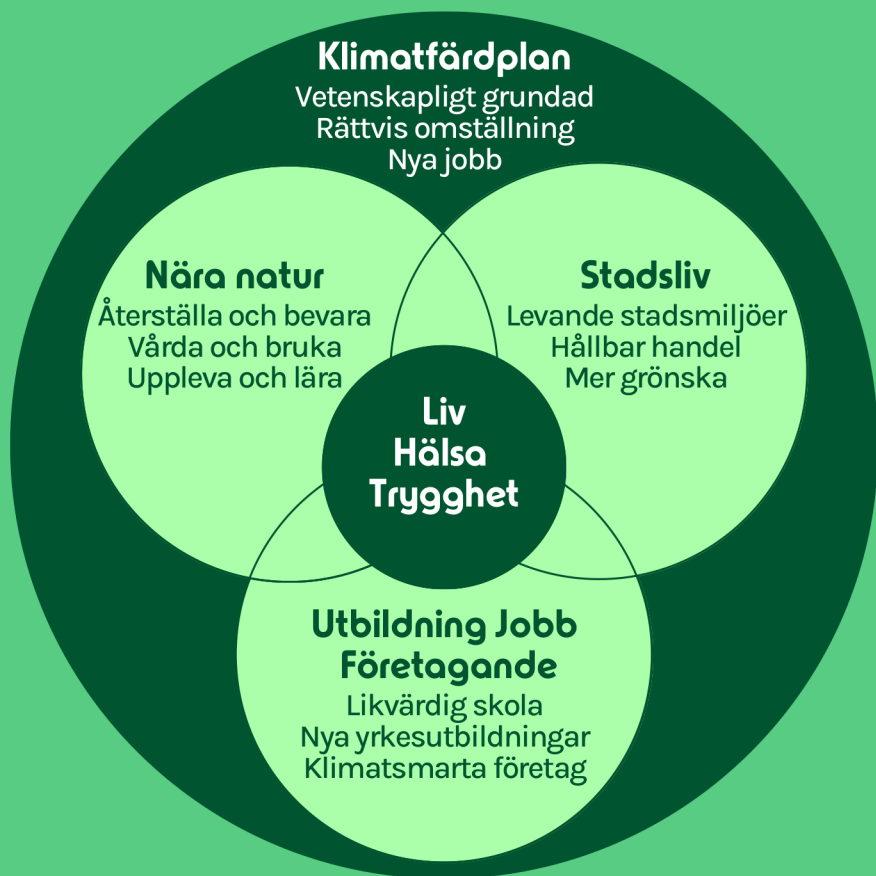 Klimatfärdplan
Vetenskapligt grundad
Rättvis omställning
Nya jobb
Nära natur
Återställa och bevara
Vårda och bruka
Uppleva och lära
Stadsliv
Levande stadsmiljöer
Hållbar handel
Mer grönska
Liv
Hälsa
Trygghet
Utbildning Jobb
Företagande
Likvärdig skola
Nya yrkesutbildningar
Klimatsmarta företag